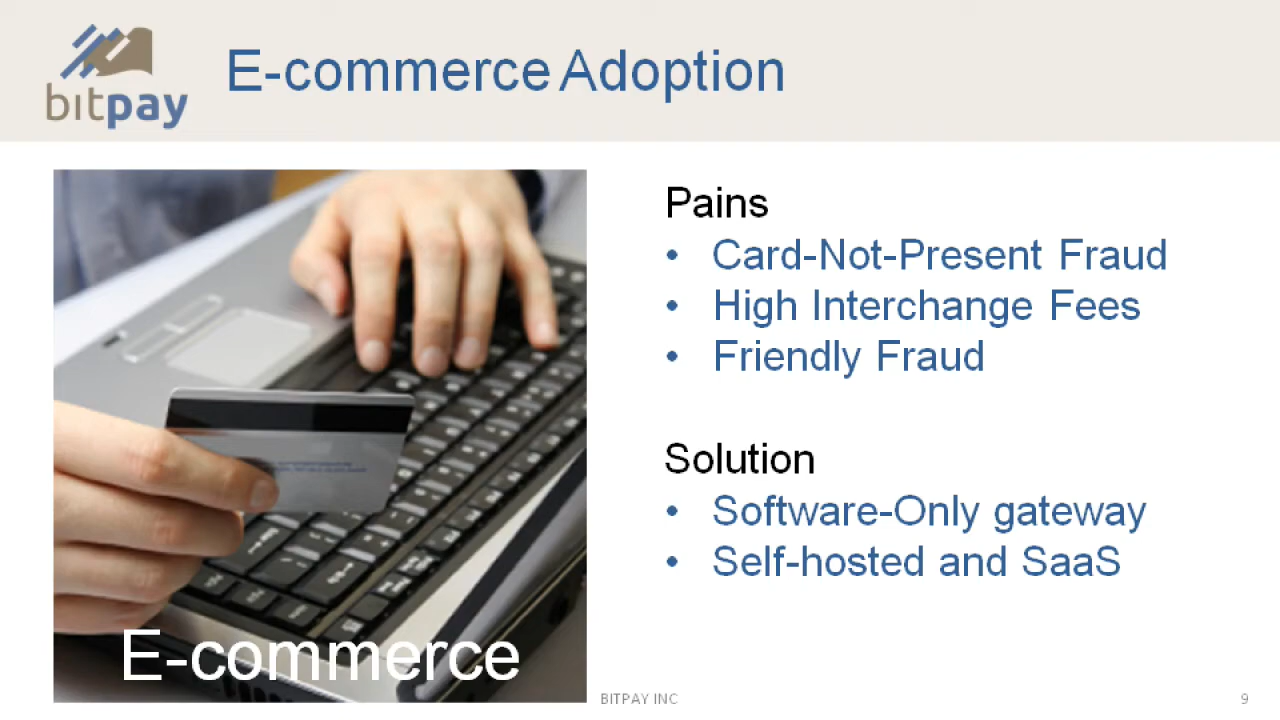 bitpay
E-commerce Adoption
Pains
• Card-Not-Present Fraud
• High Interchange Fees
• Friendly Fraud
Solution
• Software-Only gateway
• Self-hosted and SaaS
E-commerce
BITPAY INC
9